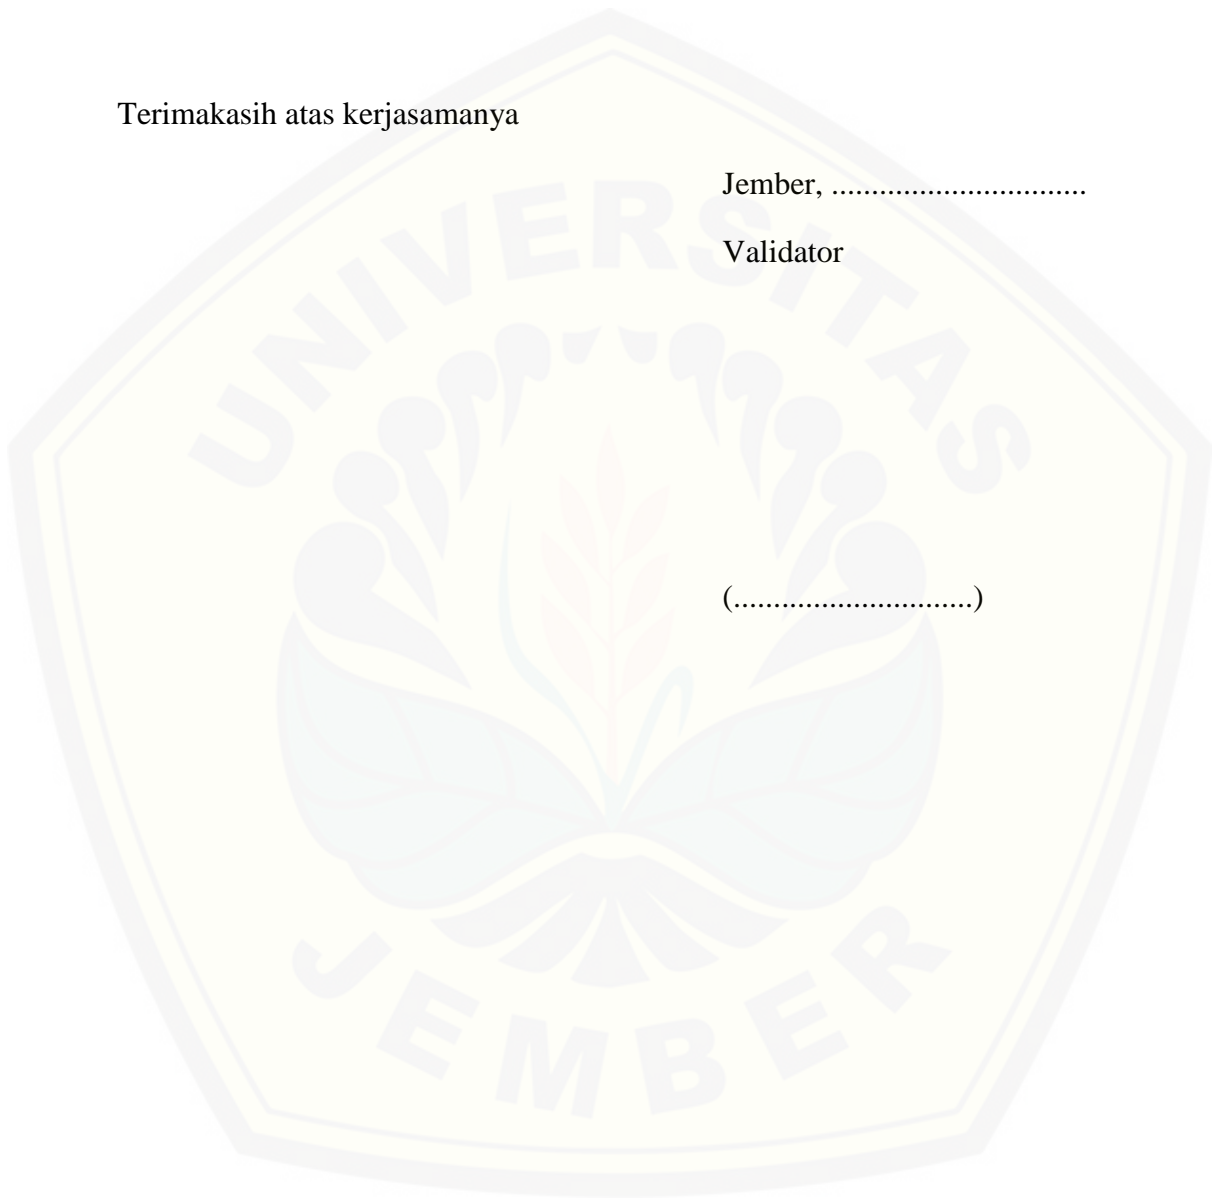 Terimakasih atas kerjasamanya
Jember, ................................
Validator
(..............................)
UNIVERSITAS
JEMBER